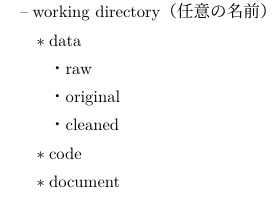 – working directory（任意の名前）
∗ data
・raw
・original
・cleaned
∗ code
∗ document